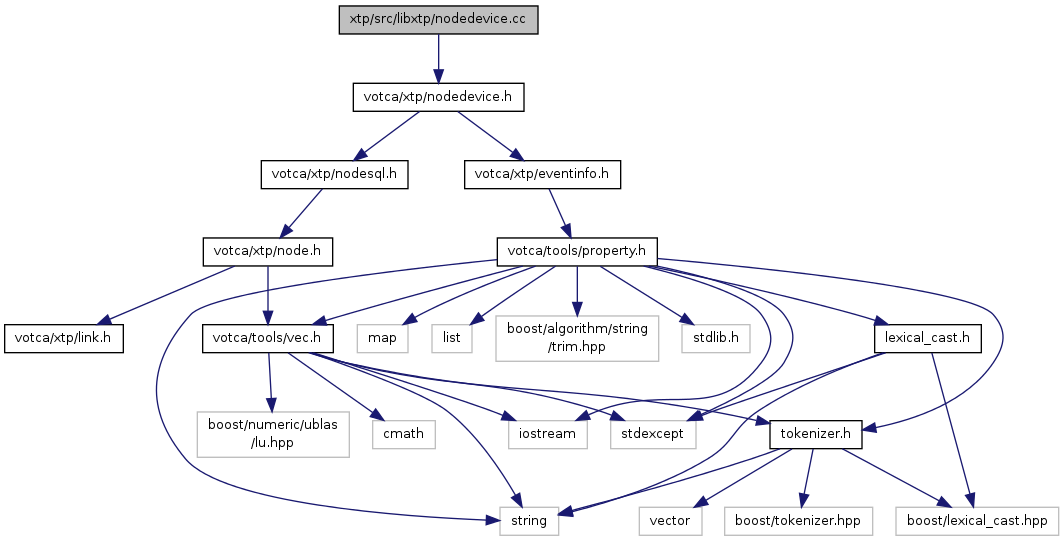 xtp/src/libxtp/nodedevice.cc
votca/xtp/nodedevice.h
votca/xtp/nodesql.h
votca/xtp/eventinfo.h
votca/xtp/node.h
votca/tools/property.h
votca/xtp/link.h
votca/tools/vec.h
map
list
boost/algorithm/string
/trim.hpp
stdlib.h
lexical_cast.h
boost/numeric/ublas
/lu.hpp
cmath
iostream
stdexcept
tokenizer.h
string
vector
boost/tokenizer.hpp
boost/lexical_cast.hpp